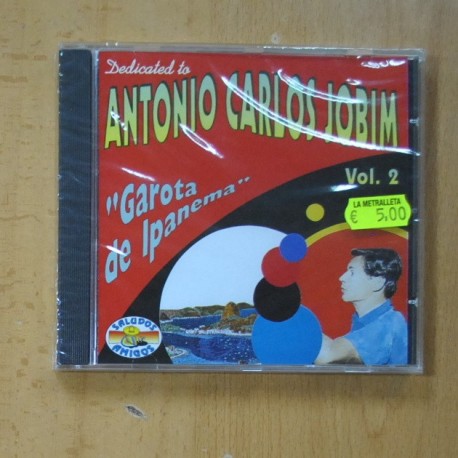 Dedicated to
ANTONIO CARLOS JOBIM
Vol. 2
"Garota
de Ipanema"
LA METRALLETA
€ 5,00
SALUDOS
AMIGOS